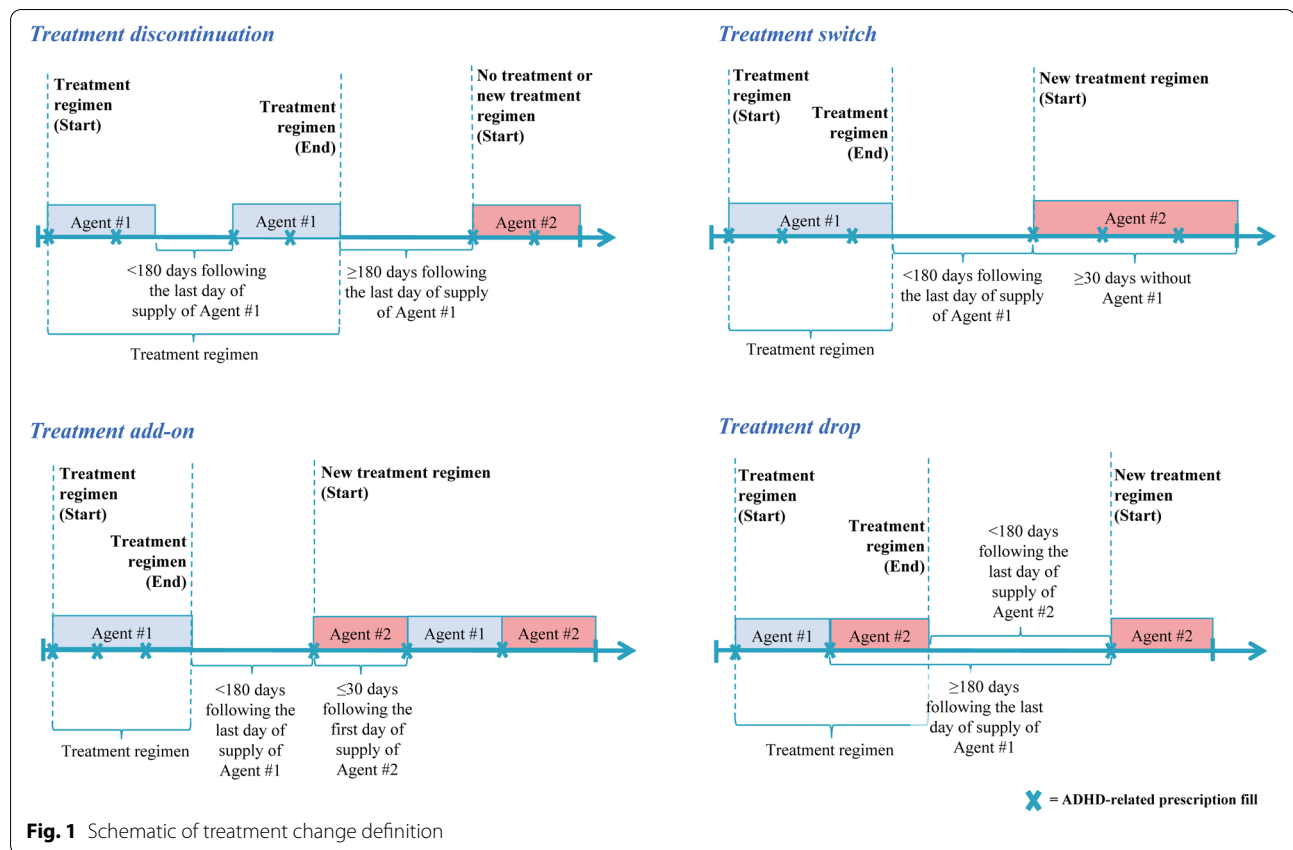 Treatment discontinuation
Treatment
regimen
(Start)
Treatment
regimen
(End)
No treatment or
new treatment
regimen
(Start)
Agent #1
Agent #1
Agent #2
<180 days following
the last day of
supply of Agent #1
≥180 days following
the last day of supply
of Agent #1
Treatment regimen
Treatment switch
Treatment
regimen
(Start)
Treatment
regimen
(End)
New treatment regimen
(Start)
Agent #1
Agent #2
<180 days following
the last day of supply
of Agent #1
≥30 days without
Agent #1
Treatment regimen
Treatment add-on
Treatment
regimen
(Start)
Treatment
regimen
(End)
New treatment regimen
(Start)
Agent #1
Agent #2
Agent #1
Agent #2
<180 days
following the
last day of
supply of
Agent #1
≤30 days
following the
first day of
supply of
Agent #2
Treatment regimen
Treatment drop
Treatment
regimen
(Start)
Treatment
regimen
(End)
<180 days
following the
last day of
supply of
Agent #2
New treatment
regimen
(Start)
Agent #1
Agent #2
Agent #2
≥180 days
following the last
day of supply of
Agent #1
Treatment regimen
= ADHD-related prescription fill
Fig. 1 Schematic of treatment change definition